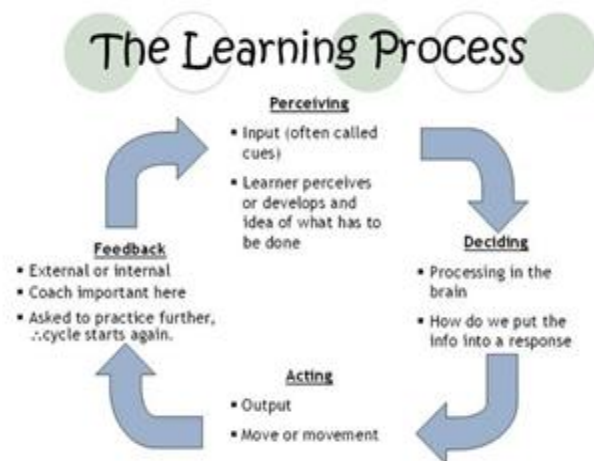 The Learning Process
Perceiving
▪ Input (often called
cues)
▪ Learner perceives
or develops and
idea of what has to
be done
Deciding
▪ Processing in the
brain
▪ How do we put the
info into a response
Acting
▪ Output
▪ Move or movement
Feedback
▪ External or internal
▪ Coach important here
▪ Asked to practice further,
∴cycle starts again.